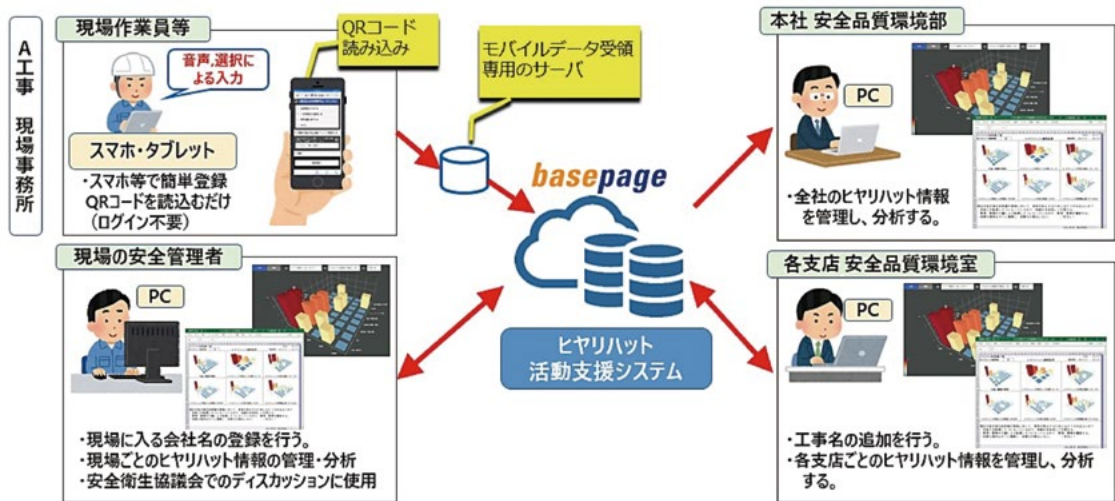 A工事 現場事務所
現場作業員等
音声,選択に
よる入力
スマホ・タブレット
・スマホ等で簡単登録
QRコードを読込むだけ
(ログイン不要)
QRコード
読み込み
モバイルデータ受領
専用のサーバ
basepage
ヒヤリハット
活動支援システム
本社 安全品質環境部
PC
・全社のヒヤリハット情報
を管理し、分析する。
現場の安全管理者
PC
・現場に入る会社名の登録を行う。
・現場ごとのヒヤリハット情報の管理・分析
・安全衛生協議会でのディスカッションに使用
各支店 安全品質環境室
PC
・工事名の追加を行う。
・各支店ごとのヒヤリハット情報を管理し、分析
する。